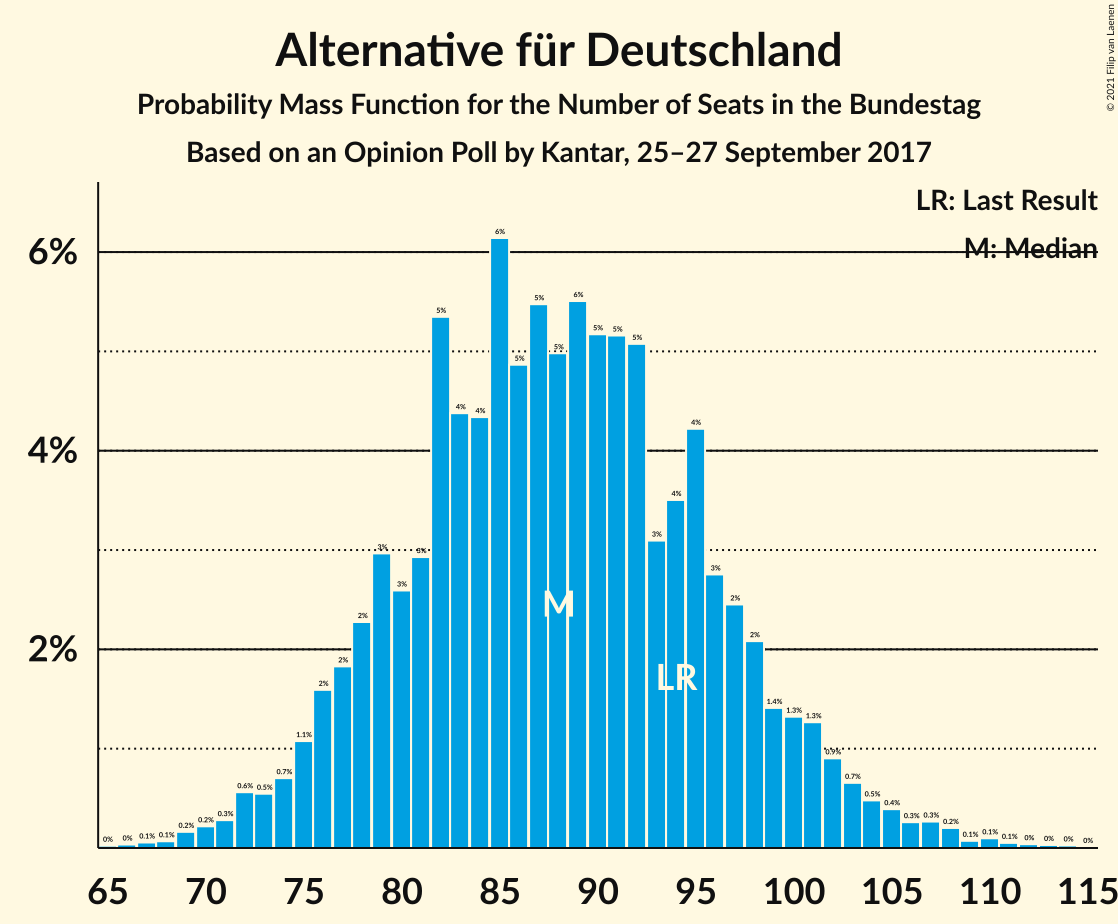 Alternative für Deutschland
Probability Mass Function for the Number of Seats in the Bundestag
Based on an Opinion Poll by Kantar, 25–27 September 2017
© 2021 Filip van Laenen
LR: Last Result
M: Median
6%
4%
2%
0% 0% 0.1% 0.1% 0.2% 0.2% 0.3% 0.6% 0.5% 0.7% 1.1% 2% 2% 2% 3% 3% 3% 5% 4% 4% 6% 5% 5% 5% 6% 5% 5% 5% 3% 4% 4% 3% 2% 2% 1.4% 1.3% 1.3% 0.9% 0.7% 0.5% 0.4% 0.3% 0.3% 0.2% 0.1% 0.1% 0.1% 0% 0% 0% 0%
M
LR
65 70 75 80 85 90 95 100 105 110 115